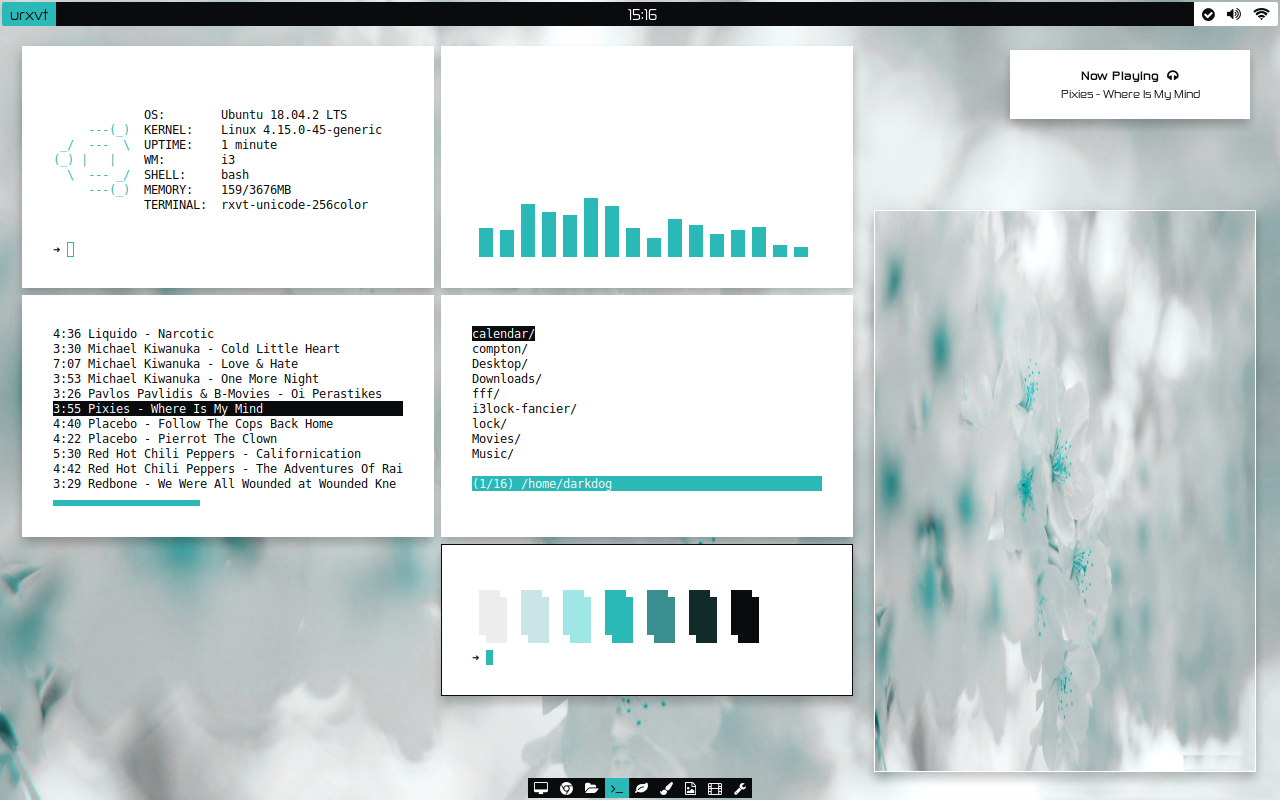 urxvt
15:16
OS: Ubuntu 18.04.2 LTS
KERNEL: Linux 4.15.0-45-generic
UPTIME: 1 minute
WM: i3
SHELL: bash
MEMORY: 159/3676MB
TERMINAL: rxvt-unicode-256color
Now Playing
Pixies - Where Is My Mind
4:36 Liquido - Narcotic
3:30 Michael Kiwanuka - Cold Little Heart
7:07 Michael Kiwanuka - Love & Hate
3:53 Michael Kiwanuka - One More Night
3:26 Pavlos Pavlidis & B-Movies - Oi Perastikes
3:55 Pixies - Where Is My Mind
4:40 Placebo - Follow The Cops Back Home
4:22 Placebo - Pierrot The Clown
5:30 Red Hot Chili Peppers - Californication
4:42 Red Hot Chili Peppers - The Adventures Of Rai
3:29 Redbone - We Were All Wounded at Wounded Kne
calendar/
compton/
Desktop/
Downloads/
fff/
i3lock-fancier/
lock/
Movies/
Music/
(1/16) /home/darkdog